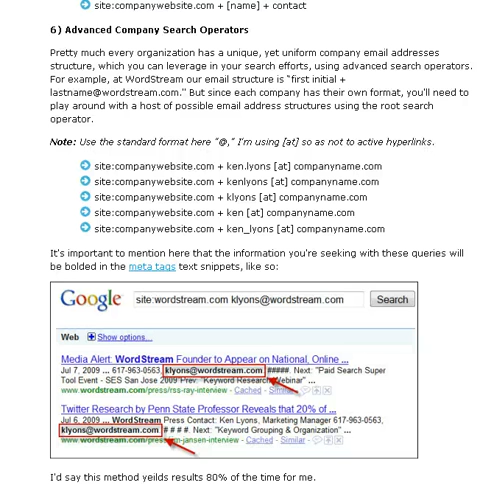 site:companywebsite.com + [name] + contact
6) Advanced Company Search Operators
Pretty much every organization has a unique, yet uniform company email addresses
structure, which you can leverage in your search efforts, using advanced search operators.
For example, at WordStream our email structure is "first initial +
lastname@wordstream.com." But since each company has their own format, you'll need to
play around with a host of possible email address structures using the root search
operator.
Note: Use the standard format here "@," I'm using [at] so as not to active hyperlinks.
site:companywebsite.com + ken.lyons [at] companyname.com
site:companywebsite.com + kenlyons [at] companyname.com
site:companywebsite.com + klyons [at] companyname.com
site:companywebsite.com + ken [at] companyname.com
site:companywebsite.com + ken_lyons [at] companyname.com
It's important to mention here that the information you're seeking with these queries will
be bolded in the meta tags text snippets, like so:
Google site:wordstream.com klyons@wordstream.com Search
Web Show options...
Media Alert: WordStream Founder to Appear on National, Online ...
Jul 7, 2009 ... 617-963-0563, klyons@wordstream.com #####. Next: "Paid Search Super
Tool Event - SES San Jose 2009 Prev: "Keyword Research Webinar" ...
www.wordstream.com/press/rss-ray-interview - Cached - Similar -
Twitter Research by Penn State Professor Reveals that 20% of ...
Jul 6, 2009 ... WordStream Press Contact: Ken Lyons, Marketing Manager 617-963-0563,
klyons@wordstream.com # # # #. Next: "Keyword Grouping & Organization" ...
www.wordstream.com/press/jim-jansen-interview - Cached - Similar -
I'd say this method yeilds results 80% of the time for me.